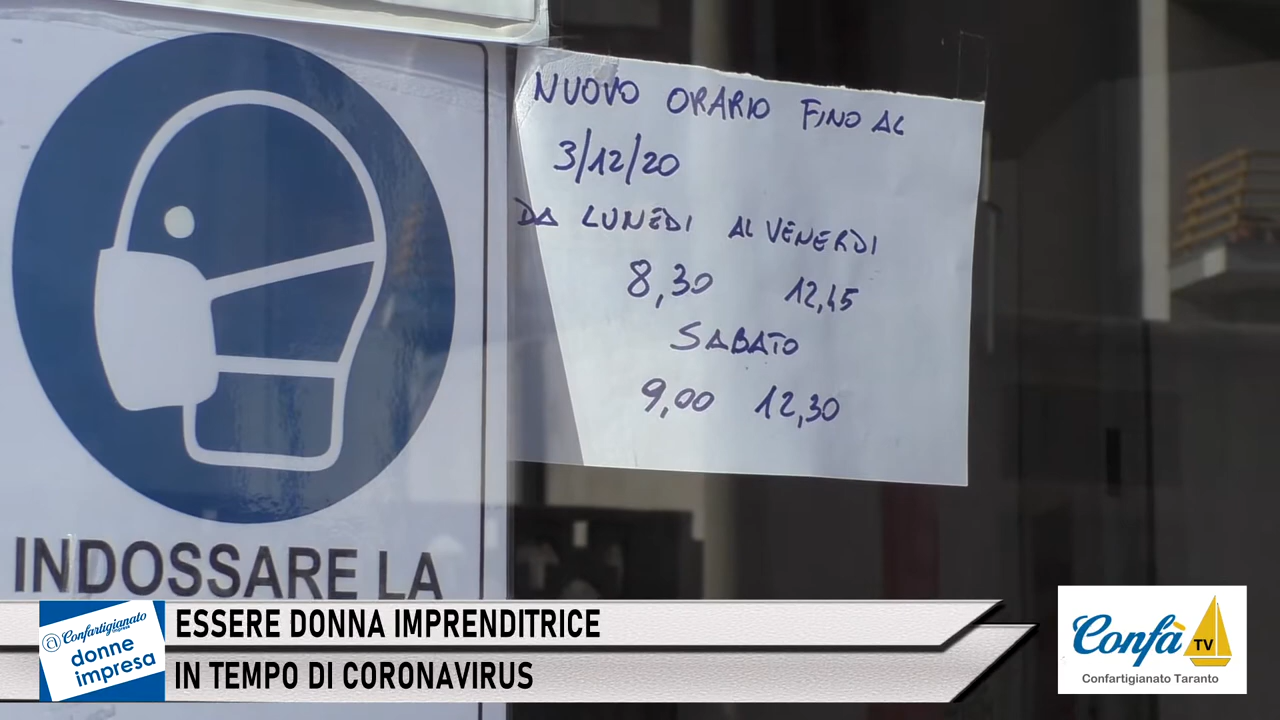 NUOVO ORARIO FINO AL
3/12/20
DA LUNEDI AL VENERDI
8,30 12,45
SABATO
9,00 12,30
INDOSSARE LA
Confartigianato
imprese
donne
impresa
ESSERE DONNA IMPRENDITRICE
IN TEMPO DI CORONAVIRUS
Confà TV
Confartigianato Taranto